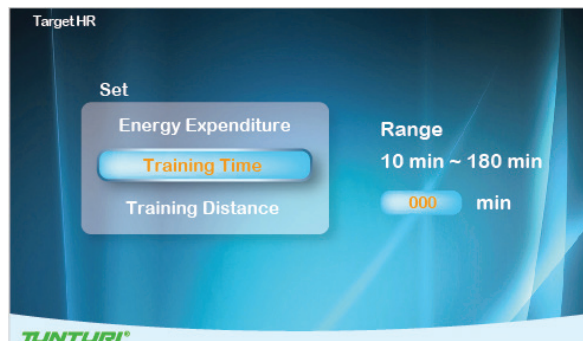 Target HR
Set
Energy Expenditure
Training Time
Training Distance
Range
10 min ~ 180 min
000 min
TUNTURI®